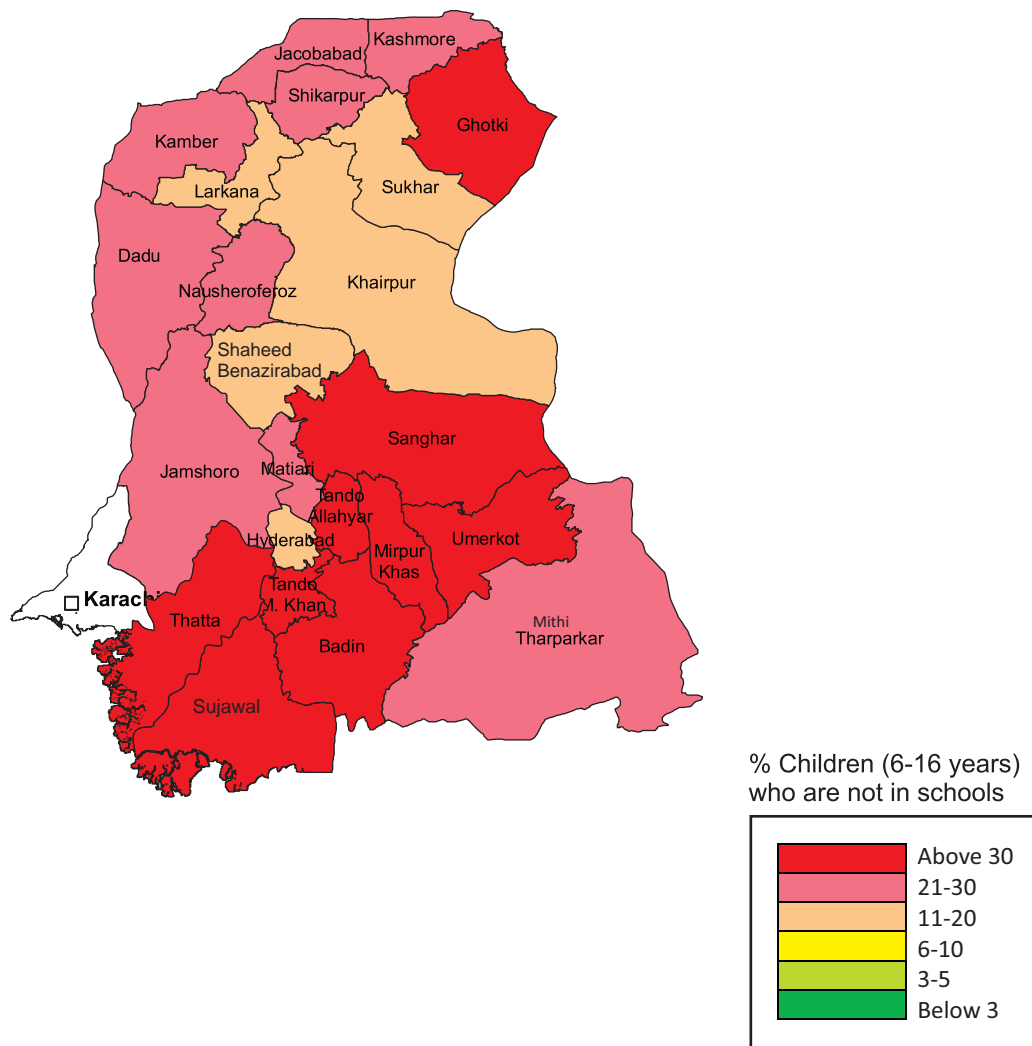 Kashmore
Jacobabad
Shikarpur
Ghotki
Kamber
Larkana
Sukhar
Dadu
Khairpur
Nausheroferoz
Shaheed
Benazirabad
Sanghar
Matiari
Jamshoro
Tando
Allahyar
Hyderabad
Umerkot
Mirpur
Khas
Tando
M. Khan
Karachi
Thatta
Mithi
Tharparkar
Badin
Sujawal
% Children (6-16 years)
who are not in schools
Above 30
21-30
11-20
6-10
3-5
Below 3